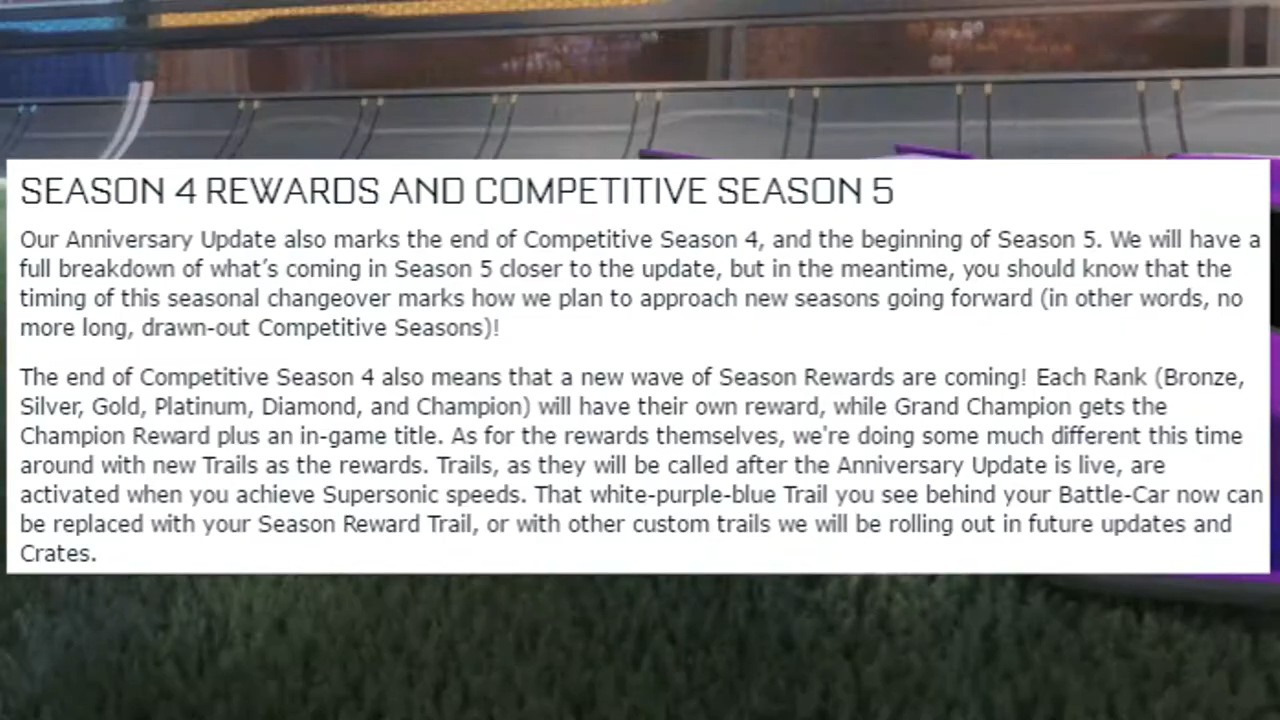 SEASON 4 REWARDS AND COMPETITIVE SEASON 5
Our Anniversary Update also marks the end of Competitive Season 4, and the beginning of Season 5. We will have a
full breakdown of what's coming in Season 5 closer to the update, but in the meantime, you should know that the
timing of this seasonal changeover marks how we plan to approach new seasons going forward (in other words, no
more long, drawn-out Competitive Seasons)!
The end of Competitive Season 4 also means that a new wave of Season Rewards are coming! Each Rank (Bronze,
Silver, Gold, Platinum, Diamond, and Champion) will have their own reward, while Grand Champion gets the
Champion Reward plus an in-game title. As for the rewards themselves, we're doing some much different this time
around with new Trails as the rewards. Trails, as they will be called after the Anniversary Update is live, are
activated when you achieve Supersonic speeds. That white-purple-blue Trail you see behind your Battle-Car now can
be replaced with your Season Reward Trail, or with other custom trails we will be rolling out in future updates and
Crates.